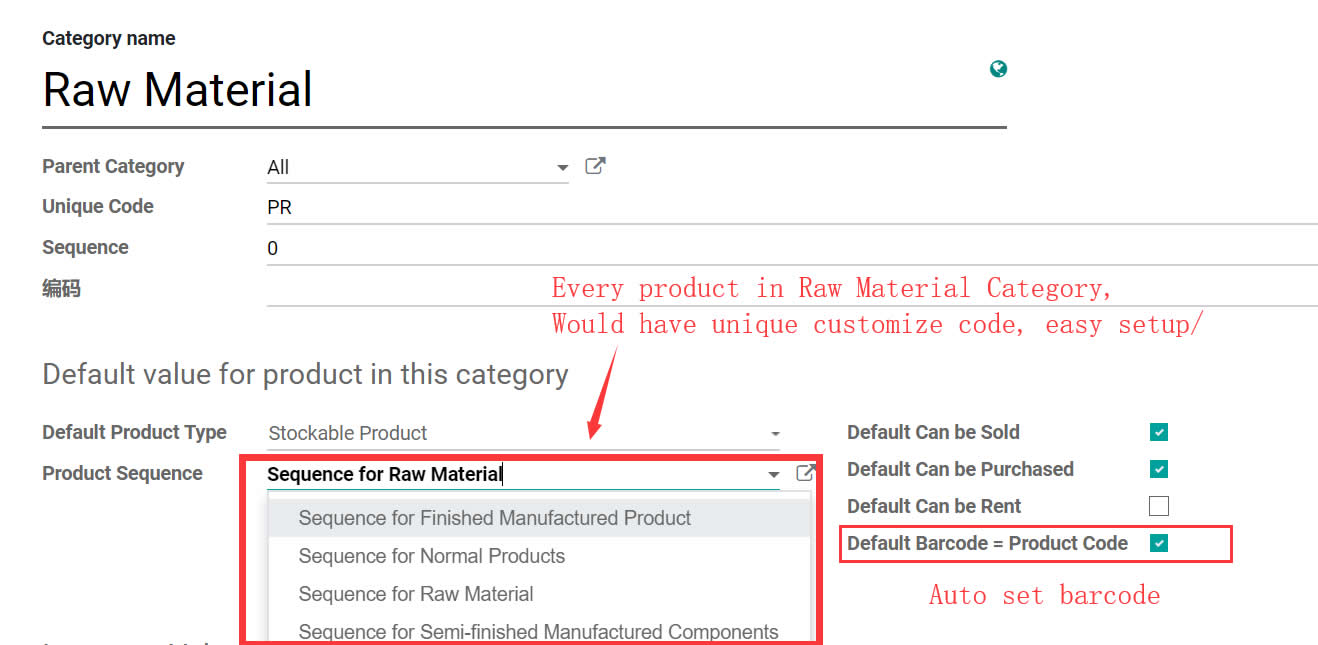 Category name
Raw Material
Parent Category All
Unique Code PR
Sequence 0
编码
Every product in Raw Material Category,
Would have unique customize code, easy setup/
Default value for product in this category
Default Product Type Stockable Product
Product Sequence Sequence for Raw Material
Sequence for Finished Manufactured Product
Sequence for Normal Products
Sequence for Raw Material
Sequence for Semi-finished Manufactured Components
Default Can be Sold
Default Can be Purchased
Default Can be Rent
Default Barcode = Product Code
Auto set barcode